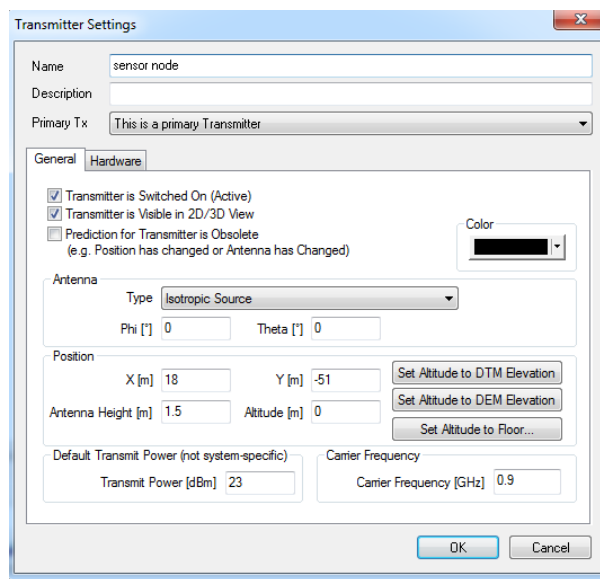 Transmitter Settings
Name sensor node
Description
Primary Tx This is a primary Transmitter
General Hardware
Transmitter is Switched On (Active)
Transmitter is Visible in 2D/3D View
Prediction for Transmitter is Obsolete
(e.g. Position has changed or Antenna has Changed)
Color
Antenna
Type Isotropic Source
Phi [°] 0 Theta [°] 0
Position
X [m] 18 Y [m] -51 Set Altitude to DTM Elevation
Set Altitude to DEM Elevation
Antenna Height [m] 1.5 Altitude [m] 0
Set Altitude to Floor...
Default Transmit Power (not system-specific) Carrier Frequency
Transmit Power [dBm] 23 Carrier Frequency [GHz] 0.9
OK Cancel